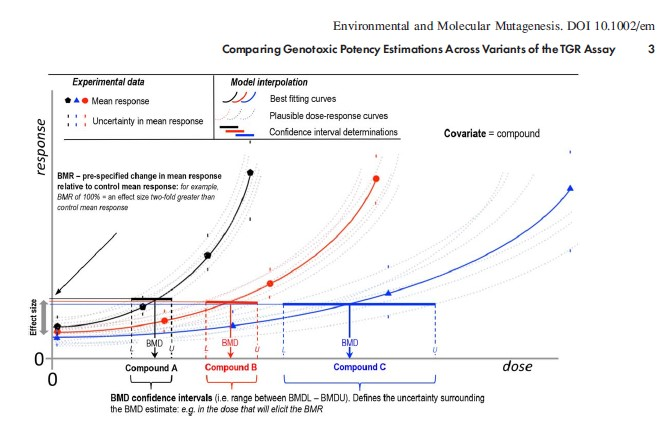 Environmental and Molecular Mutagenesis. DOI 10.1002/em
Comparing Genotoxic Potency Estimations Across Variants of the TGR Assay 3
Experimental data
Mean response
Uncertainty in mean response
Model interpolation
Best fitting curves
Plausible dose-response curves
Confidence interval determinations
Covariate = compound
response
BMR – pre-specified change in mean response
relative to control mean response: for example,
BMR of 100% = an effect size two-fold greater than
control mean response
Effect size
L BMD U
L BMD U
L BMD U
0
0
Compound A
Compound B
Compound C
dose
BMD confidence intervals (i.e. range between BMDL – BMDU). Defines the uncertainty surrounding
the BMD estimate: e.g. in the dose that will elicit the BMR